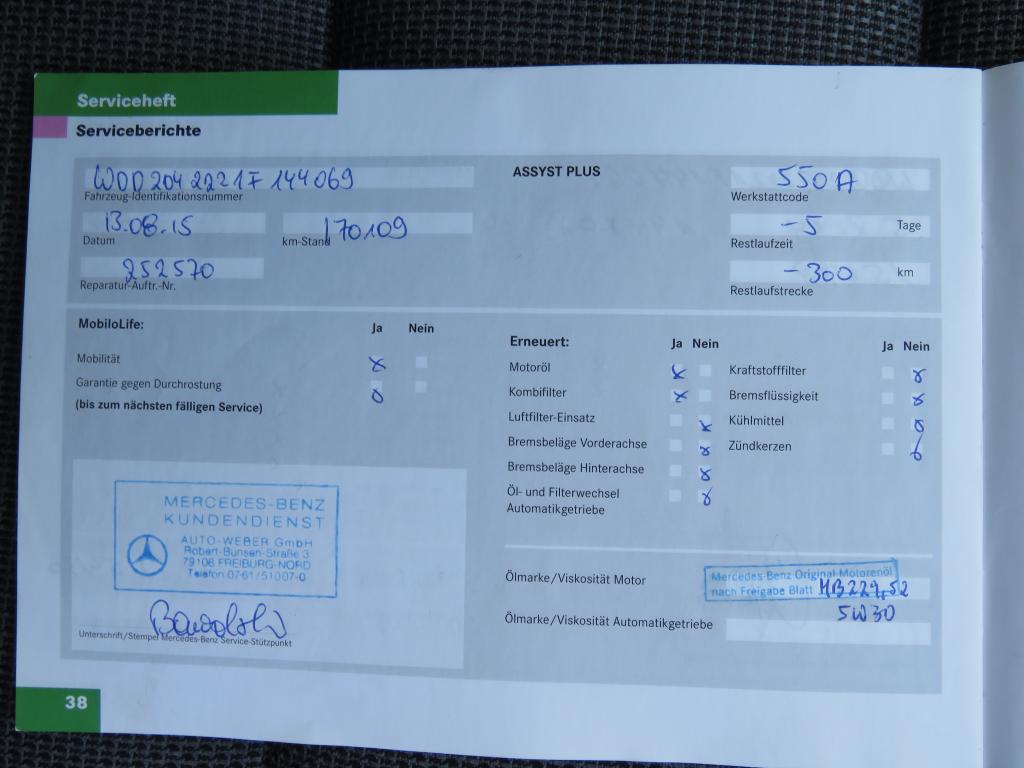 Serviceheft
Serviceberichte
WDD 204 222 1F 144069
Fahrzeug-Identifikationsnummer
ASSYST PLUS
550 A
Werkstattcode
13.08.15
Datum
170109
km-Stand
-5 Tage
Restlaufzeit
252570
Reparatur-Auftr.-Nr.
-300 km
Restlaufstrecke
MobiloLife:
Ja Nein
Mobilität x
Garantie gegen Durchrostung
(bis zum nächsten fälligen Service)
Erneuert:
Ja Nein
Motoröl x
Kombifilter x
Luftfilter-Einsatz x
Bremsbeläge Vorderachse
Bremsbeläge Hinterachse
Öl- und Filterwechsel
Automatikgetriebe
Ja Nein
Kraftstofffilter
Bremsflüssigkeit
Kühlmittel
Zündkerzen
MERCEDES-BENZ
KUNDENDIENST
AUTO-WEBER GmbH
Robert-Bunsen-Straße 3
79108 FREIBURG-NORD
Telefon 0761/51007-0
Unterschrift/Stempel Mercedes-Benz Service-Stützpunkt
Ölmarke/Viskosität Motor
Mercedes-Benz Original-Motorenöl
nach Freigabe Blatt MB 229.52
5W30
Ölmarke/Viskosität Automatikgetriebe
38